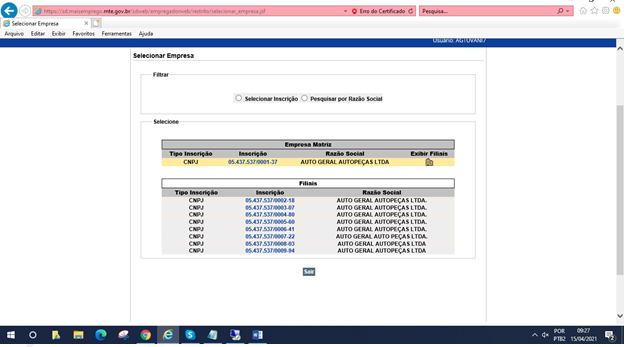 https://sd.maisemprego.mte.gov.br/sdweb/empregadorweb/restrito/selecionar_empresa.jsf
Erro do Certificado
Pesquisa...
Selecionar Empresa
Arquivo Editar Exibir Favoritos Ferramentas Ajuda
Usuário: AGTOVANI7
Selecionar Empresa
Filtrar
Selecionar Inscrição Pesquisar por Razão Social
Selecione
Empresa Matriz
Tipo Inscrição Inscrição Razão Social Exibir Filiais
CNPJ 05.437.537/0001-37 AUTO GERAL AUTOPEÇAS LTDA
Filiais
Tipo Inscrição Inscrição Razão Social
CNPJ 05.437.537/0002-18 AUTO GERAL AUTOPEÇAS LTDA.
CNPJ 05.437.537/0003-07 AUTO GERAL AUTOPEÇAS LTDA.
CNPJ 05.437.537/0004-80 AUTO GERAL AUTOPEÇAS LTDA.
CNPJ 05.437.537/0005-60 AUTO GERAL AUTOPEÇAS LTDA.
CNPJ 05.437.537/0006-41 AUTO GERAL AUTOPEÇAS LTDA.
CNPJ 05.437.537/0007-22 AUTO GERAL AUTO PEÇAS LTDA.
CNPJ 05.437.537/0008-03 AUTO GERAL AUTOPEÇAS LTDA
CNPJ 05.437.537/0009-94 AUTO GERAL AUTOPEÇAS LTDA.
Sair
POR 09:27
PTB2 15/04/2021